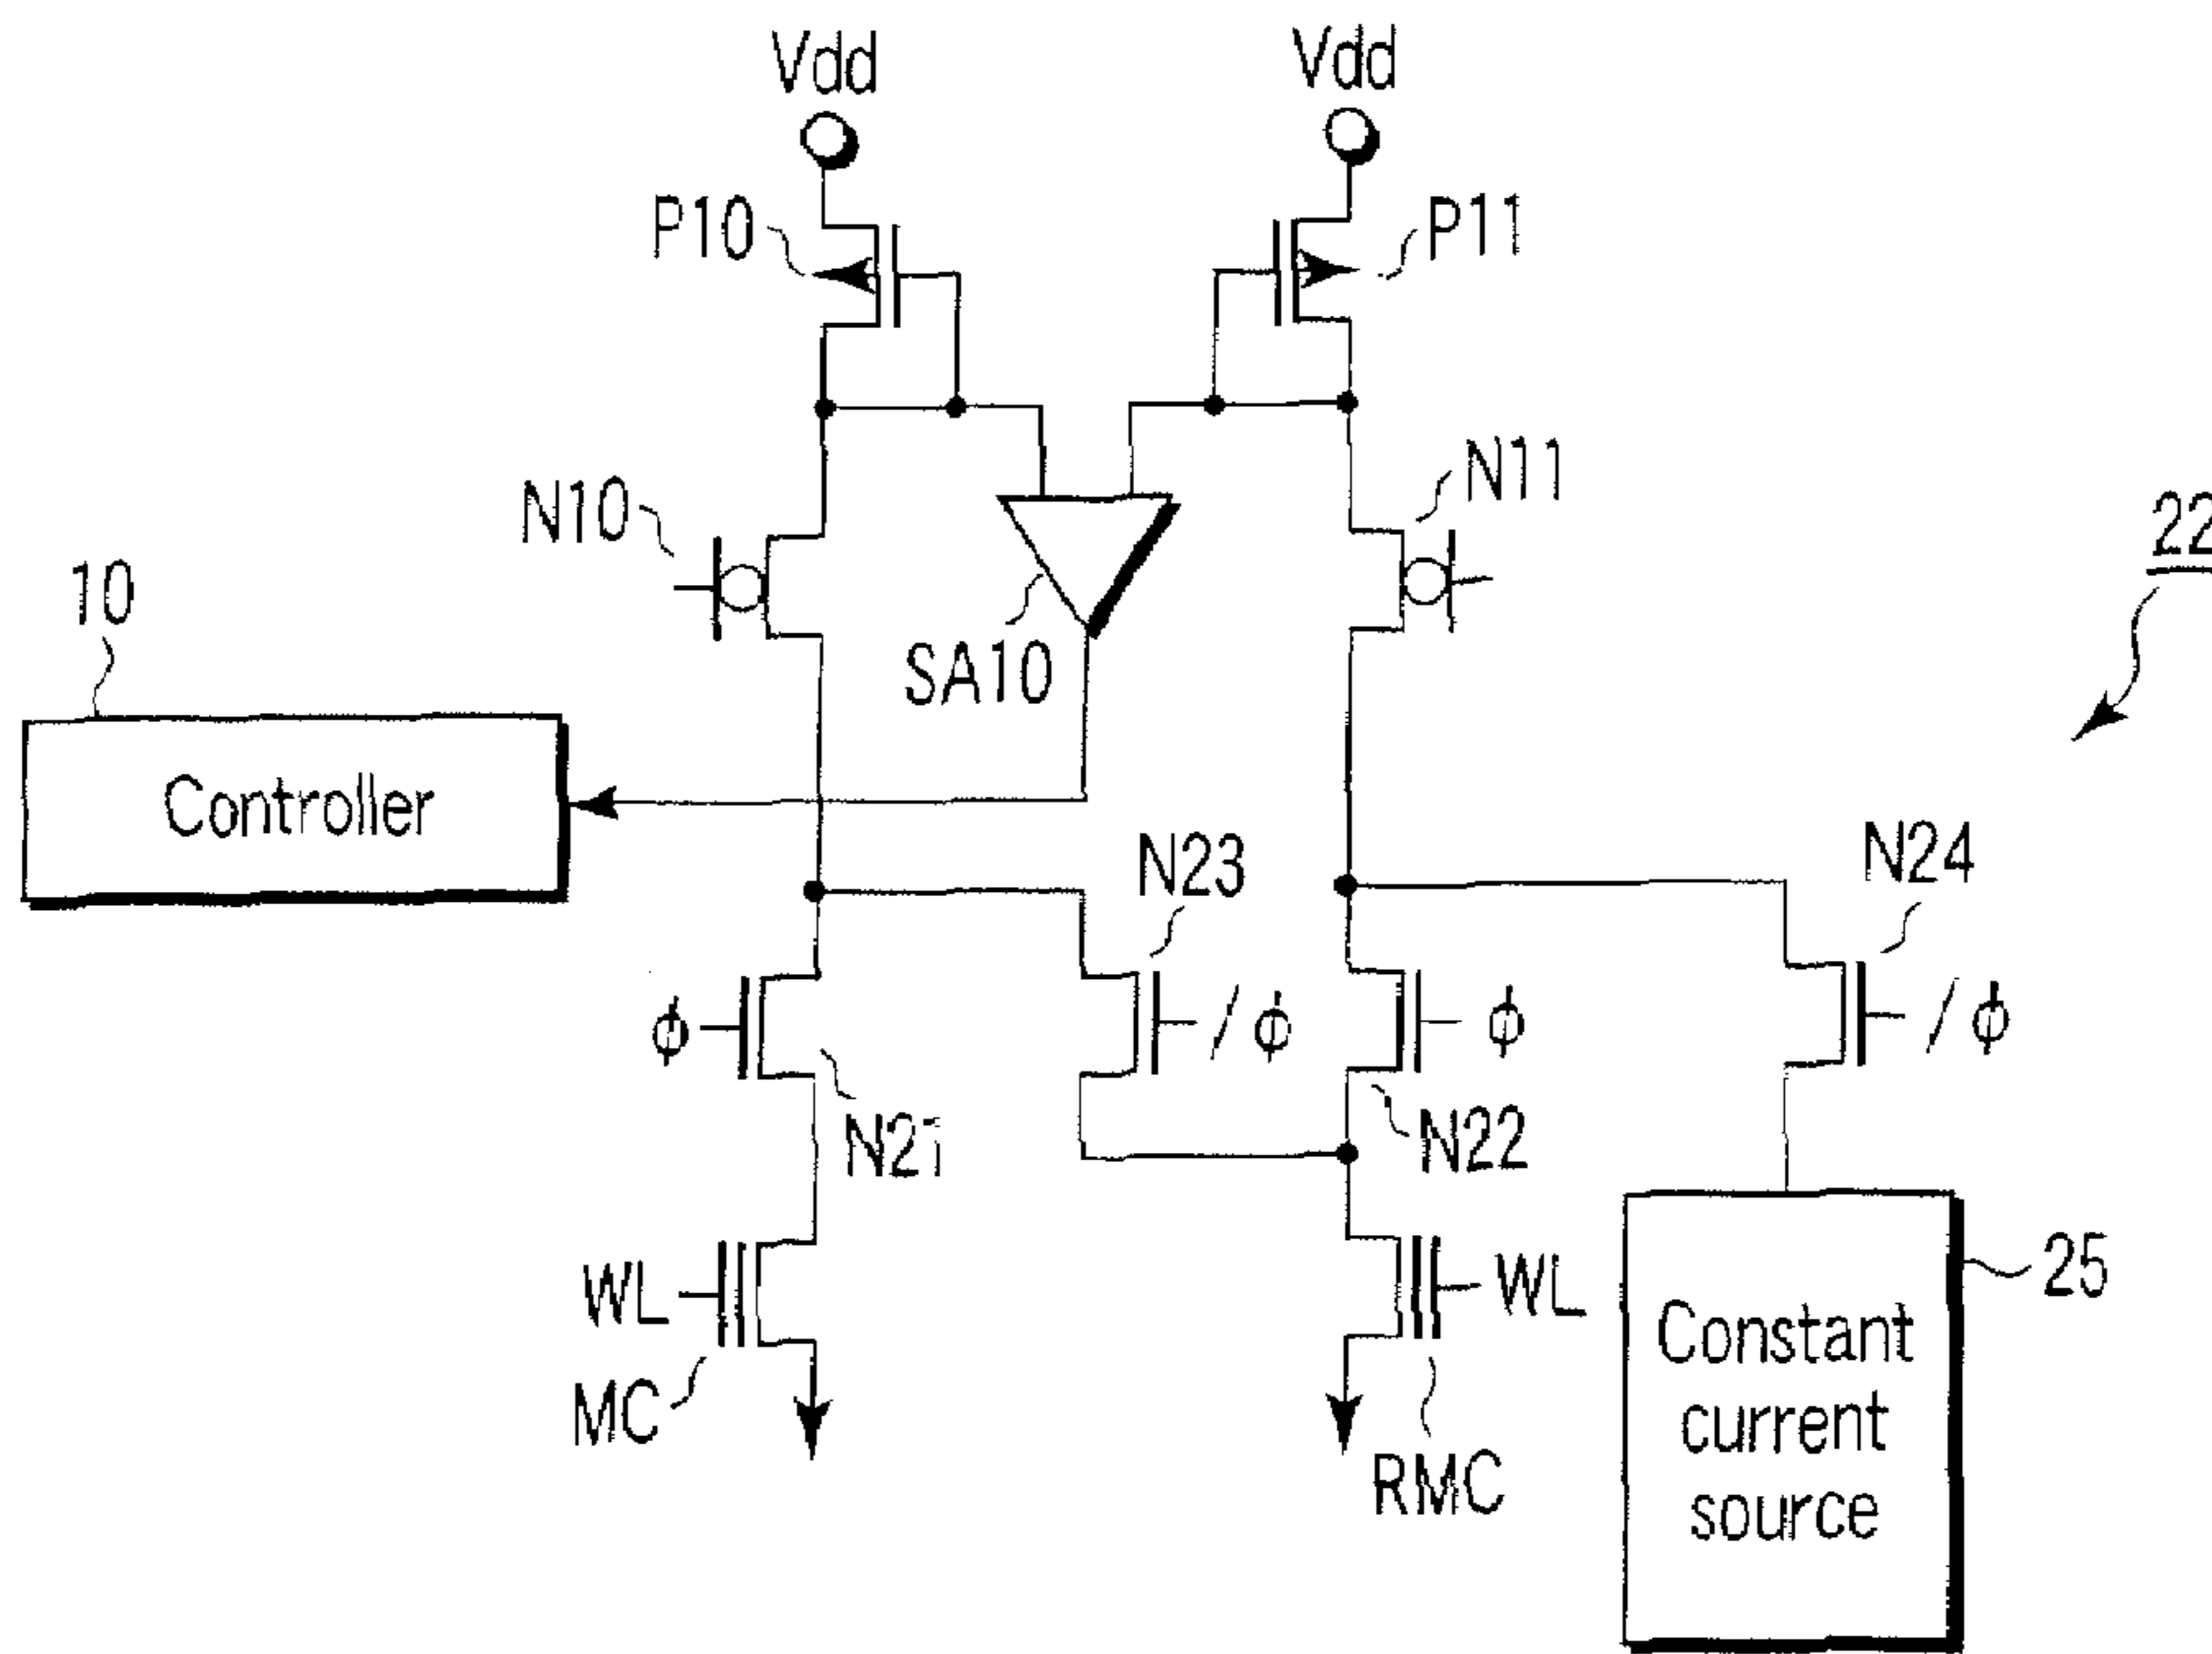 Vdd
Vdd
P10
P11
N10
N11
22
10
SA10
Controller
N23
N24
ϕ
/ϕ
ϕ
/ϕ
N21
N22
WL
WL
25
MC
RMC
Constant
current
source